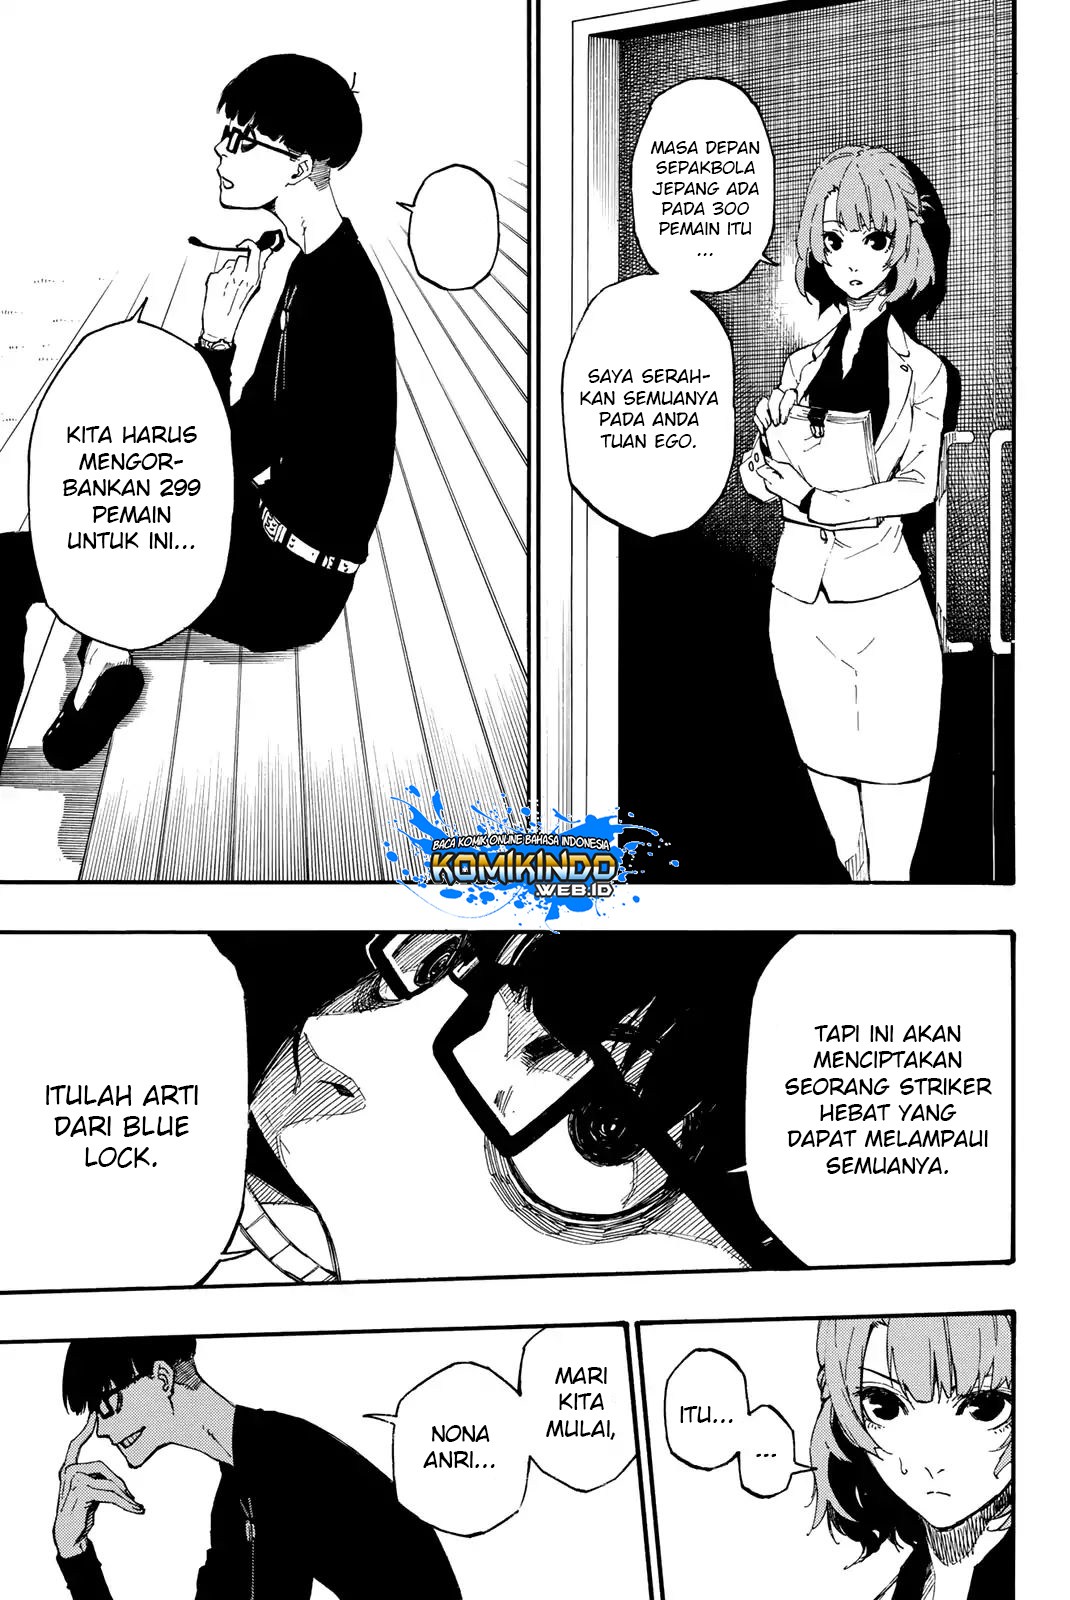 MASA DEPAN
SEPAKBOLA
JEPANG ADA
PADA 300
PEMAIN ITU
...
SAYA SERAH-
KAN SEMUANYA
PADA ANDA
TUAN EGO.
..
KITA HARUS
MENGOR-
BANKAN 299
PEMAIN
UNTUK INI...
BACA KOMIK ONLINE BAHASA INDONESIA
KOMIKINDO
.WEB.ID
TAPI INI AKAN
MENCIPTAKAN
SEORANG STRIKER
HEBAT YANG
DAPAT MELAMPAUI
SEMUANYA.
ITULAH ARTI
DARI BLUE
LOCK.
ITU...
...
MARI
KITA
MULAI,
NONA
ANRI...